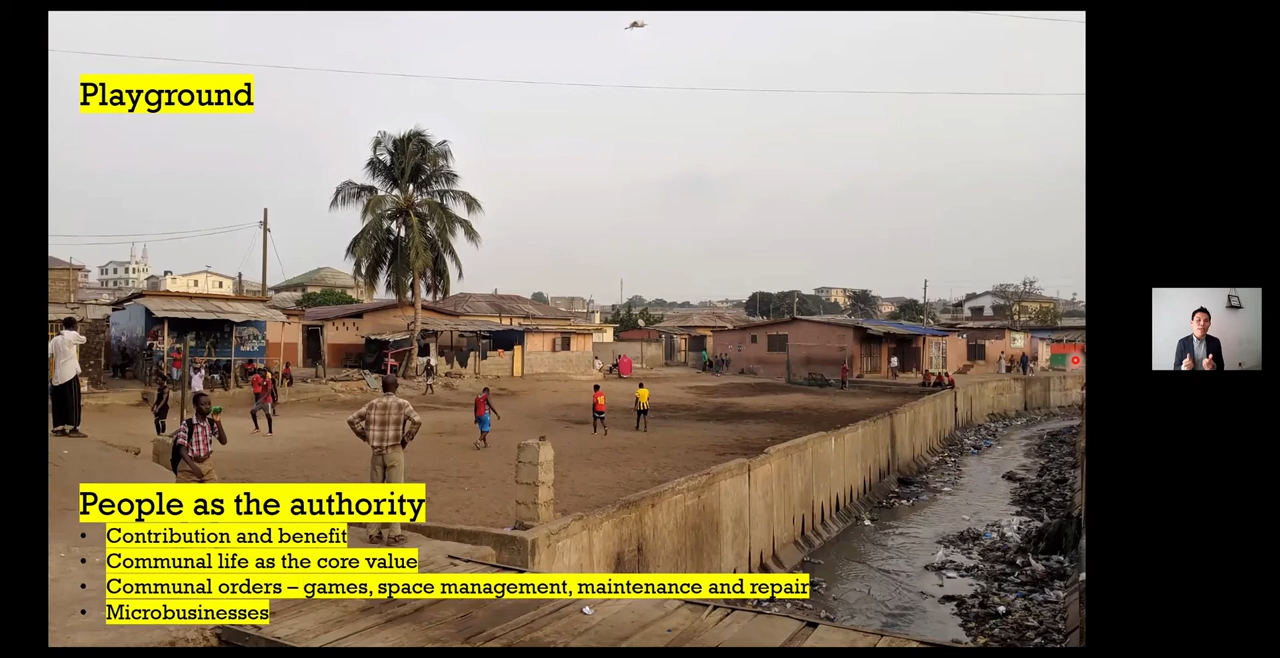 Playground
People as the authority
• Contribution and benefit
• Communal life as the core value
• Communal orders – games, space management, maintenance and repair
• Microbusinesses